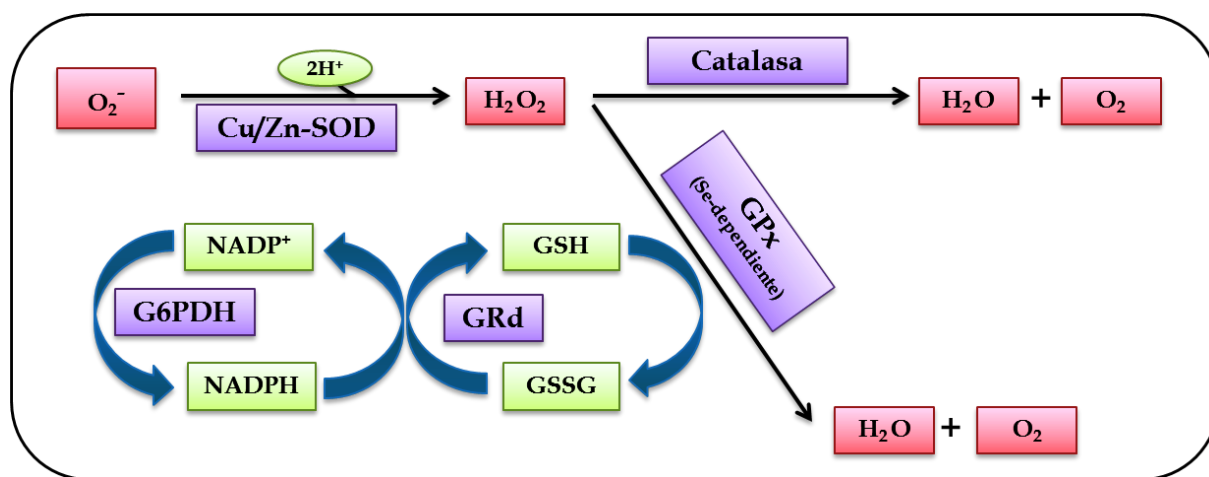 O₂⁻
2H⁺
Cu/Zn-SOD
H₂O₂
Catalasa
H₂O + O₂
GPx
(Se-dependiente)
NADP⁺
GSH
G6PDH
GRd
NADPH
GSSG
H₂O + O₂